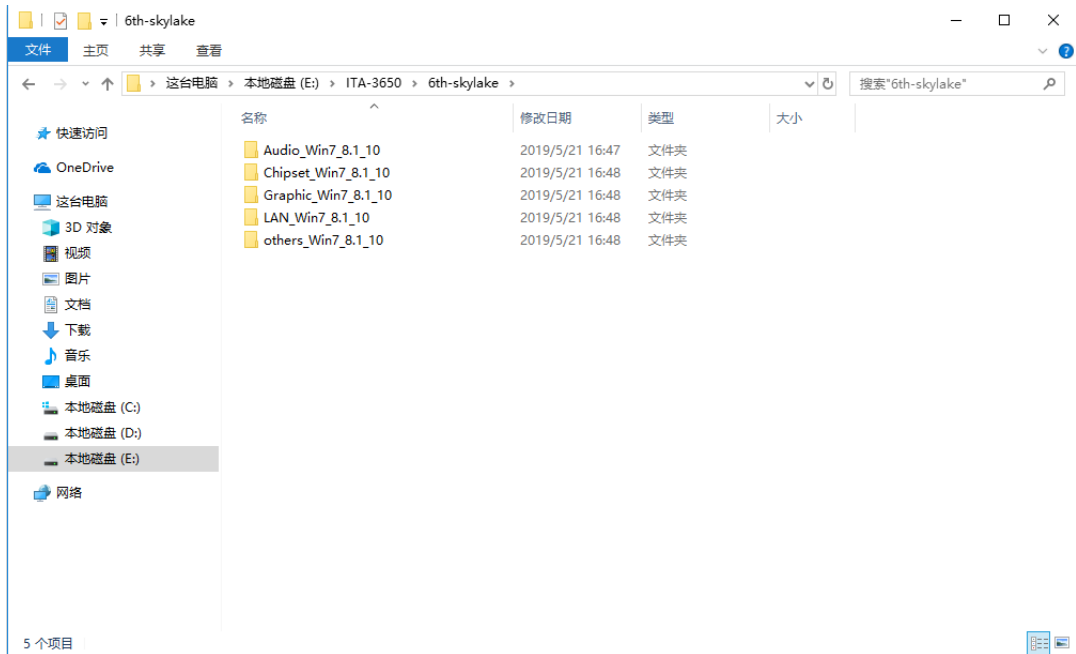 6th-skylake
文件 主页 共享 查看
这台电脑 本地磁盘 (E:) ITA-3650 6th-skylake 搜索"6th-skylake"
名称 修改日期 类型 大小
快速访问
OneDrive
这台电脑
3D 对象
视频
图片
文档
下载
音乐
桌面
本地磁盘 (C:)
本地磁盘 (D:)
本地磁盘 (E:)
网络
Audio_Win7_8.1_10 2019/5/21 16:47 文件夹
Chipset_Win7_8.1_10 2019/5/21 16:48 文件夹
Graphic_Win7_8.1_10 2019/5/21 16:48 文件夹
LAN_Win7_8.1_10 2019/5/21 16:48 文件夹
others_Win7_8.1_10 2019/5/21 16:48 文件夹
5 个项目